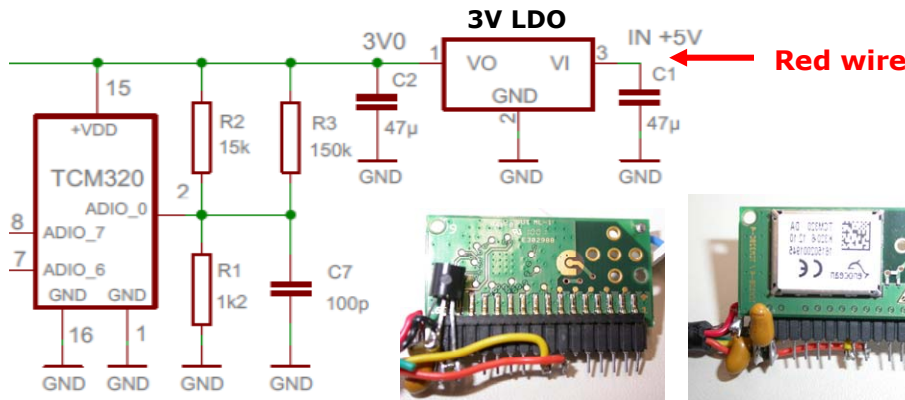 3V LDO
3V0
IN +5V
1
VO
VI
3
Red wire
C2
C1
GND
2
47µ
47µ
15
R2
R3
15k
150k
+VDD
GND
GND
GND
TCM320
2
ADIO_0
8
ADIO_7
7
ADIO_6
R1
C7
1k2
100p
GND
GND
16
1
GND
GND
GND
GND